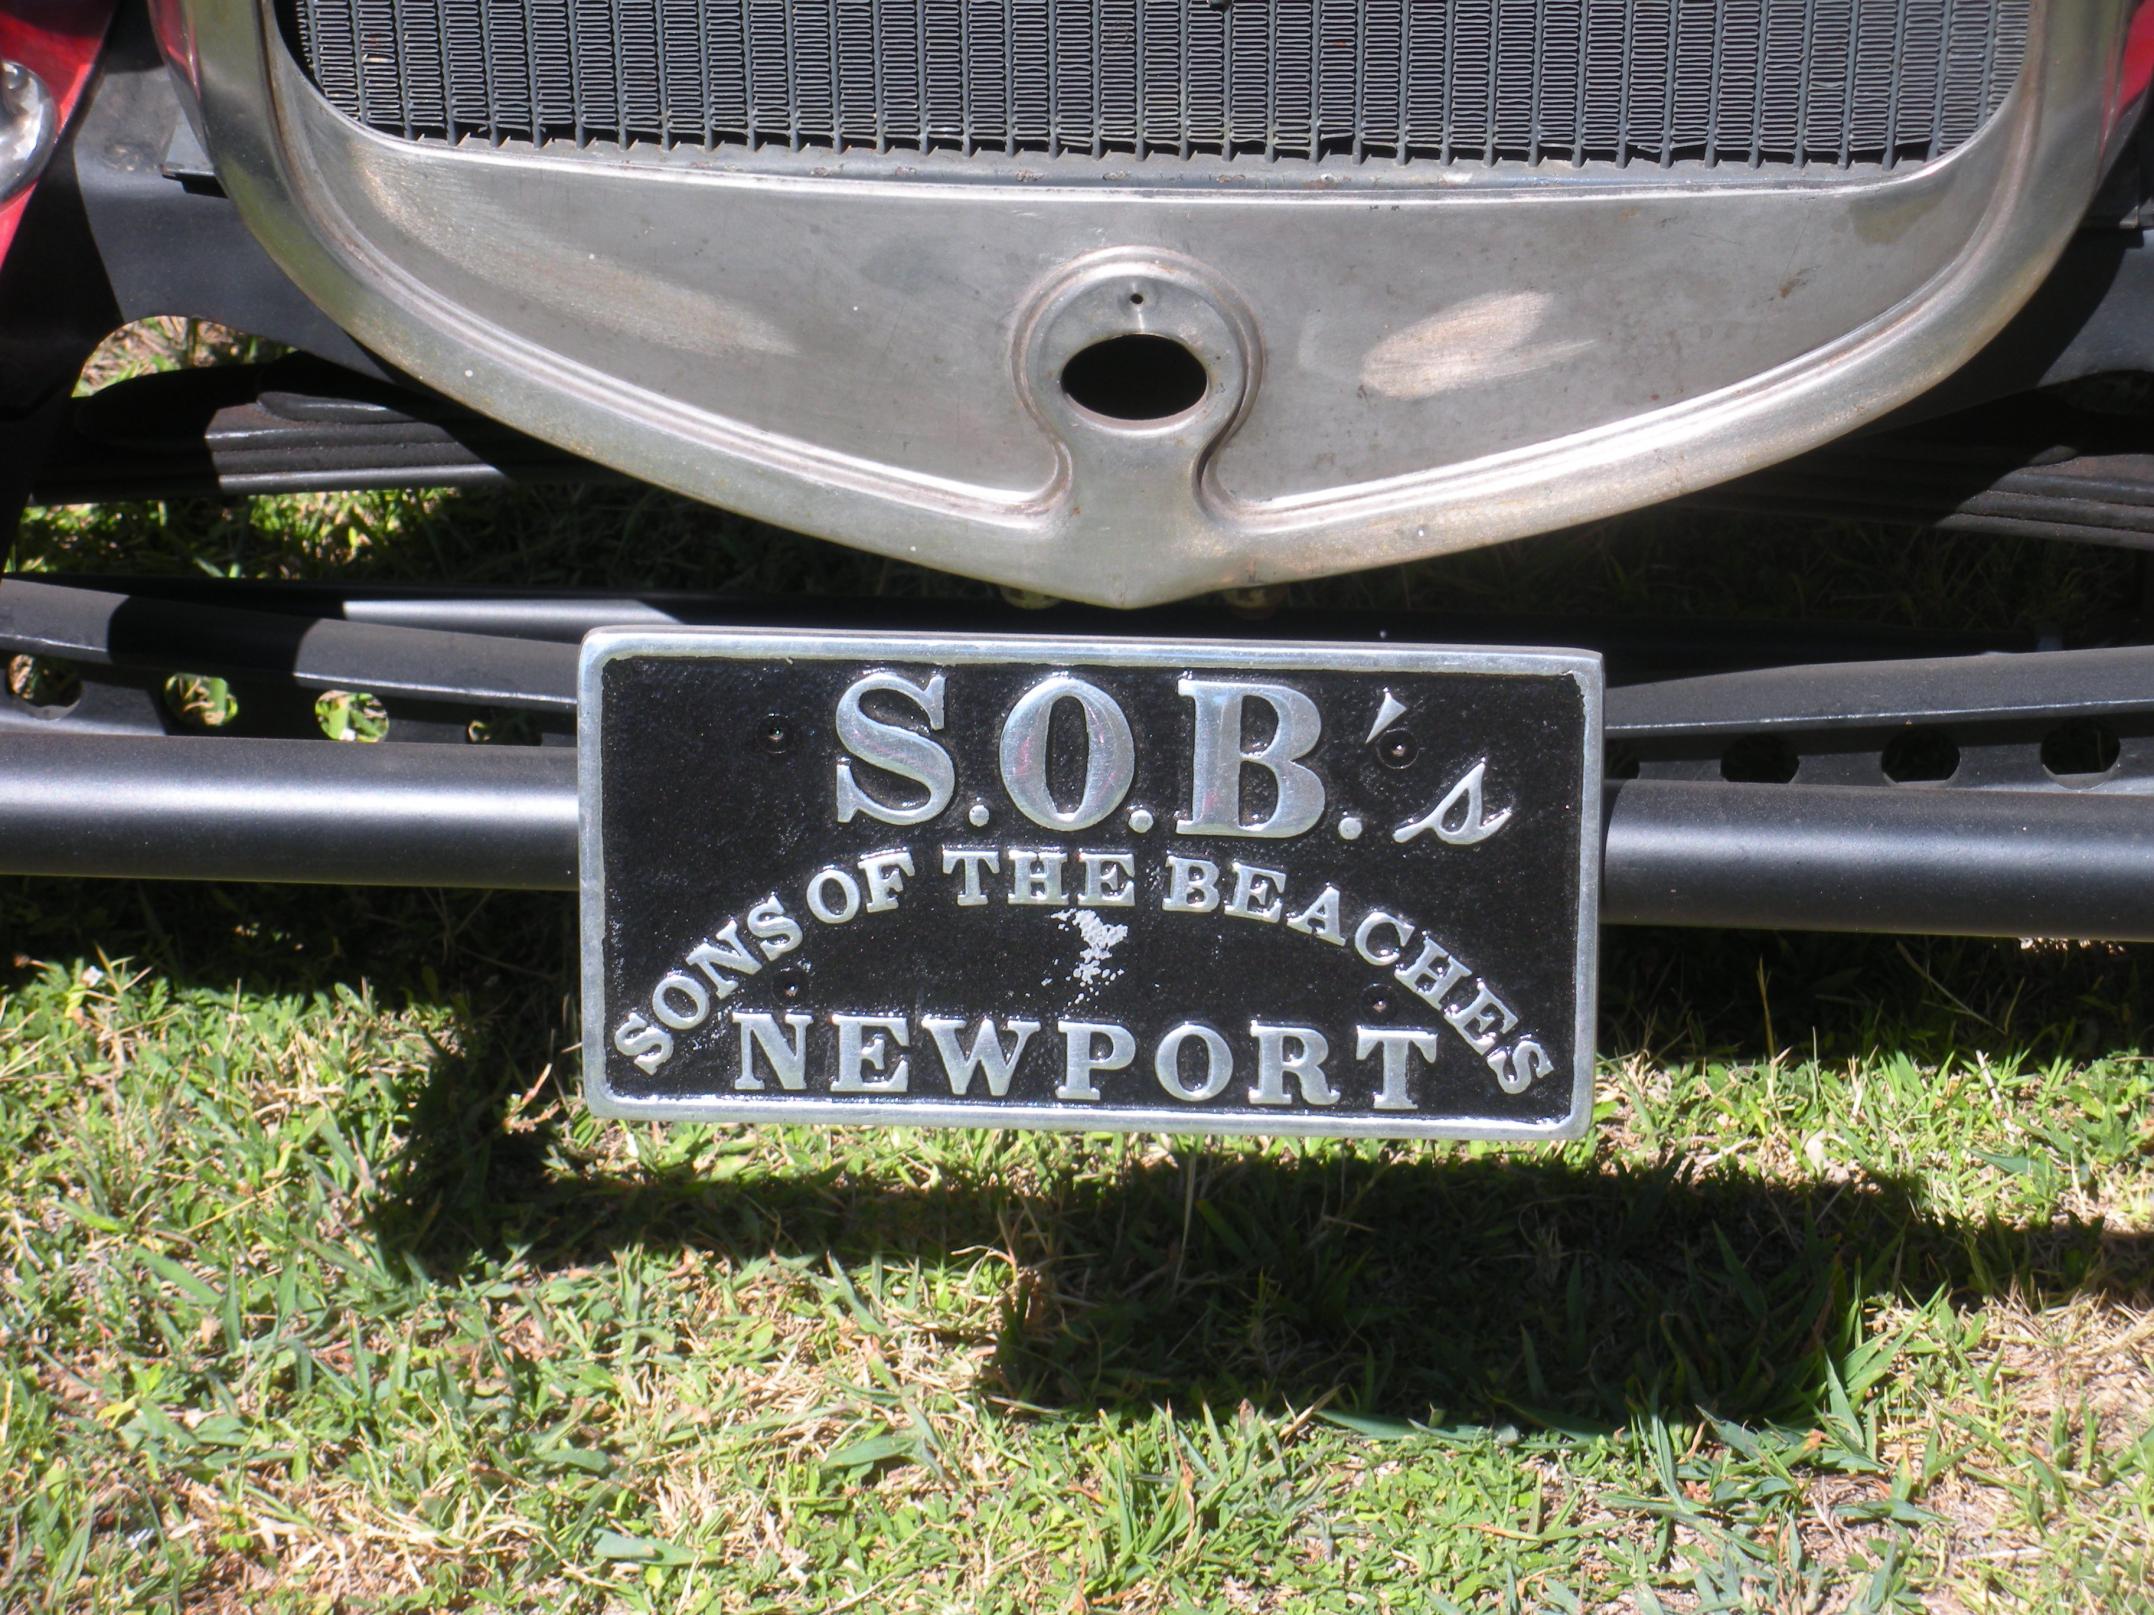 S.O.B.'s
SONS OF THE BEACHES
NEWPORT